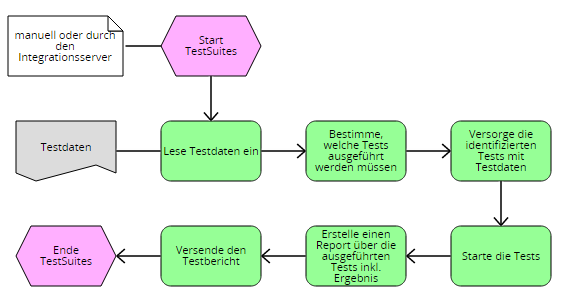 manuell oder durch
den
Integrationsserver
Start
TestSuites
Testdaten
Lese Testdaten ein
Bestimme,
welche Tests
ausgeführt
werden müssen
Versorge die
identifizierten
Tests mit
Testdaten
Ende
TestSuites
Versende den
Testbericht
Erstelle einen
Report über die
ausgeführten
Tests inkl.
Ergebnis
Starte die Tests